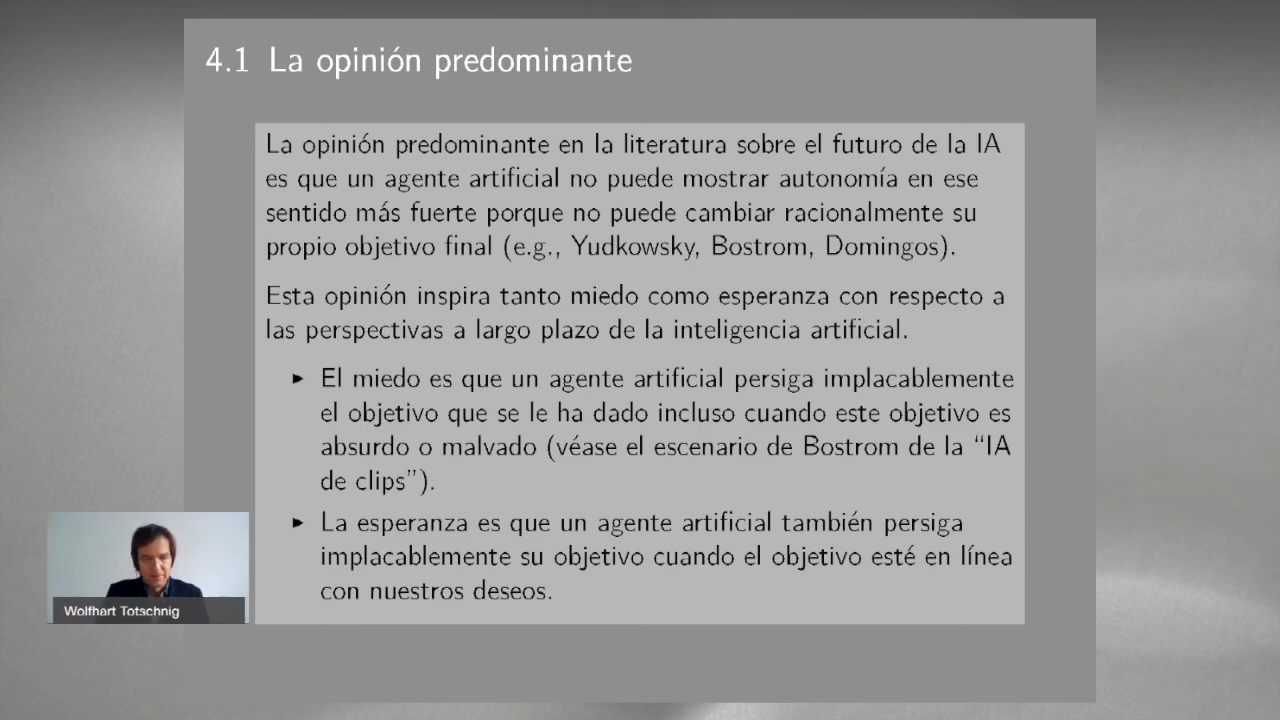 4.1 La opinión predominante
La opinión predominante en la literatura sobre el futuro de la IA
es que un agente artificial no puede mostrar autonomía en ese
sentido más fuerte porque no puede cambiar racionalmente su
propio objetivo final (e.g., Yudkowsky, Bostrom, Domingos).
Esta opinión inspira tanto miedo como esperanza con respecto a
las perspectivas a largo plazo de la inteligencia artificial.
▸ El miedo es que un agente artificial persiga implacablemente
el objetivo que se le ha dado incluso cuando este objetivo es
absurdo o malvado (véase el escenario de Bostrom de la “IA
de clips”).
▸ La esperanza es que un agente artificial también persiga
implacablemente su objetivo cuando el objetivo esté en línea
con nuestros deseos.
Wolfhart Totschnig